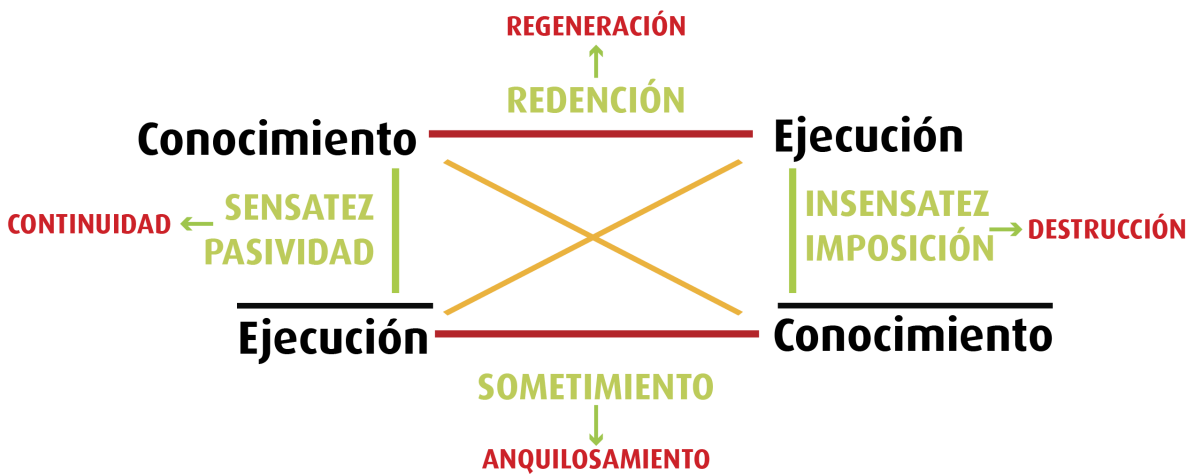 REGENERACIÓN
REDENCIÓN
Conocimiento
Ejecución
CONTINUIDAD
SENSATEZ
PASIVIDAD
INSENSATEZ
IMPOSICIÓN
DESTRUCCIÓN
Ejecución
Conocimiento
SOMETIMIENTO
ANQUILOSAMIENTO